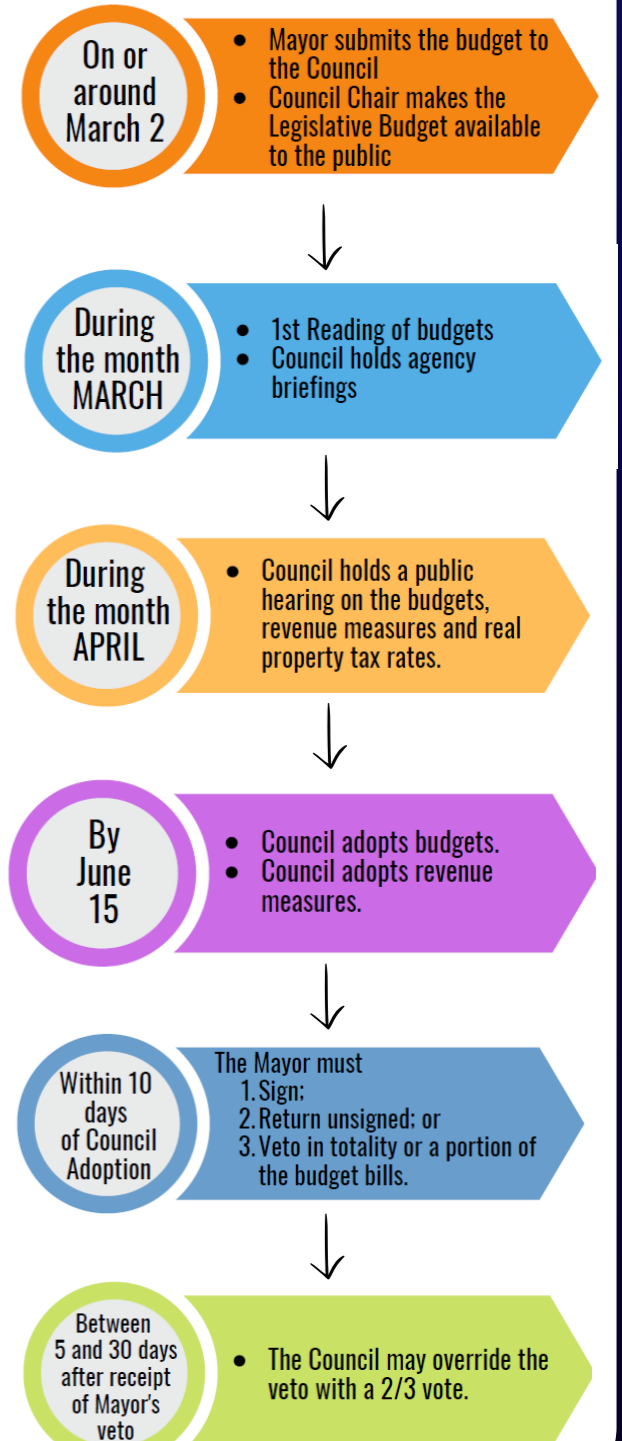 On or
around
March 2
• Mayor submits the budget to
the Council
• Council Chair makes the
Legislative Budget available
to the public
During
the month
MARCH
• 1st Reading of budgets
• Council holds agency
briefings
During
the month
APRIL
• Council holds a public
hearing on the budgets,
revenue measures and real
property tax rates.
By
June
15
• Council adopts budgets.
• Council adopts revenue
measures.
Within 10
days
of Council
Adoption
The Mayor must
1. Sign;
2. Return unsigned; or
3. Veto in totality or a portion of
the budget bills.
Between
5 and 30 days
after receipt
of Mayor's
veto
• The Council may override the
veto with a 2/3 vote.